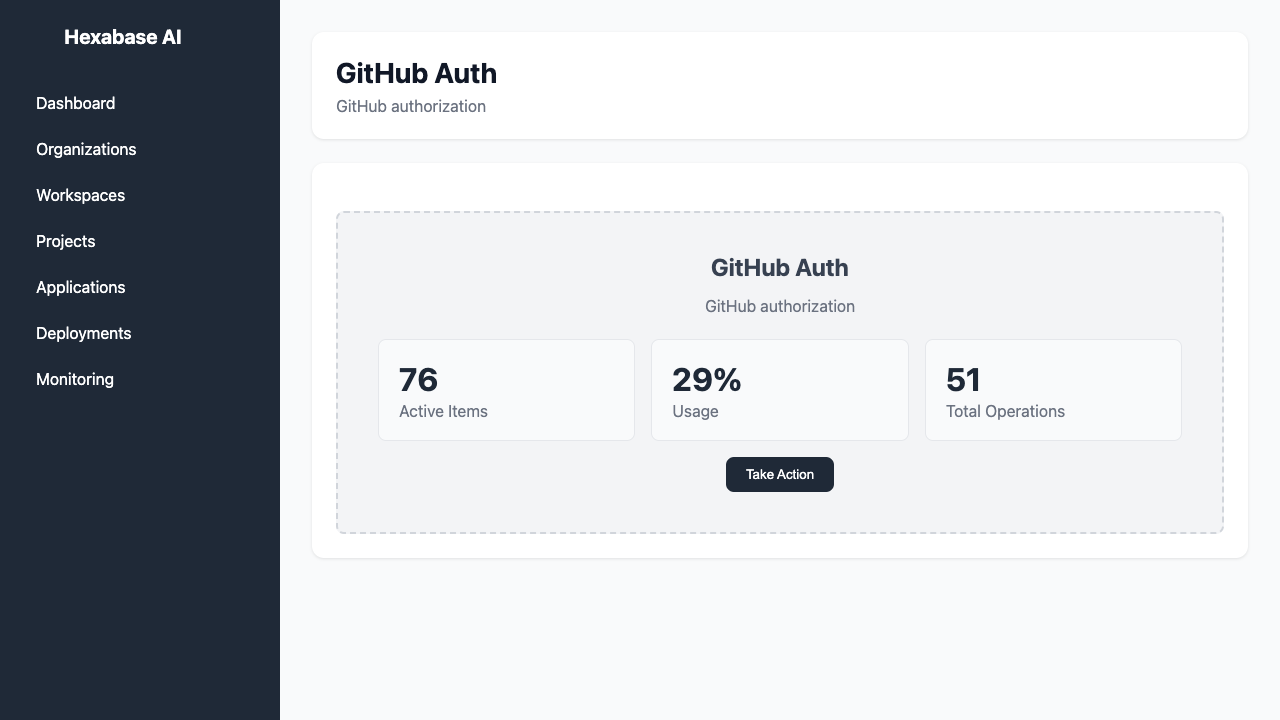 Hexabase AI
Dashboard
Organizations
Workspaces
Projects
Applications
Deployments
Monitoring
GitHub Auth
GitHub authorization
GitHub Auth
GitHub authorization
76
Active Items
29%
Usage
51
Total Operations
Take Action